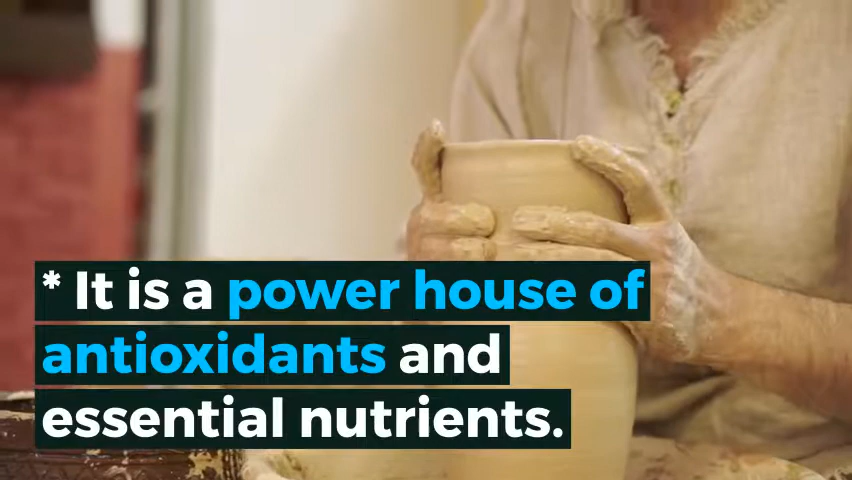 * It is a power house of
antioxidants and
essential nutrients.